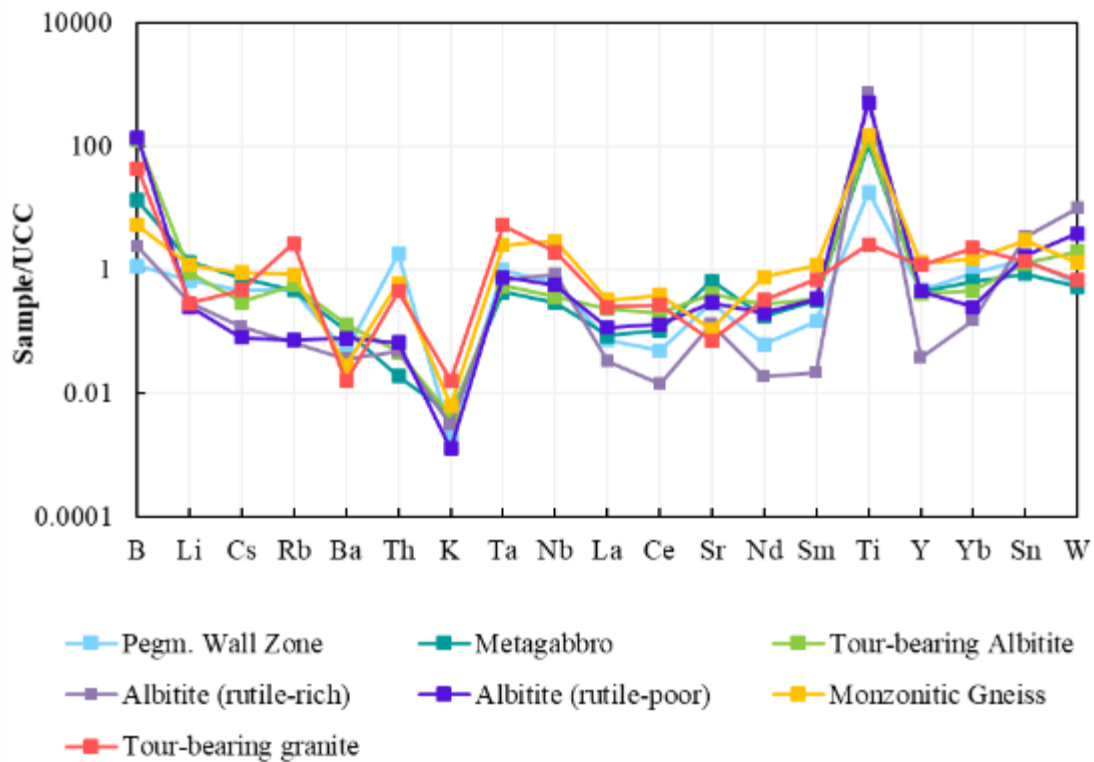 10000
100
1
0.01
0.0001
Sample/UCC
B Li Cs Rb Ba Th K Ta Nb La Ce Sr Nd Sm Ti Y Yb Sn W
Pegm. Wall Zone Metagabbro Tour-bearing Albitite
Albitite (rutile-rich) Albitite (rutile-poor) Monzonitic Gneiss
Tour-bearing granite